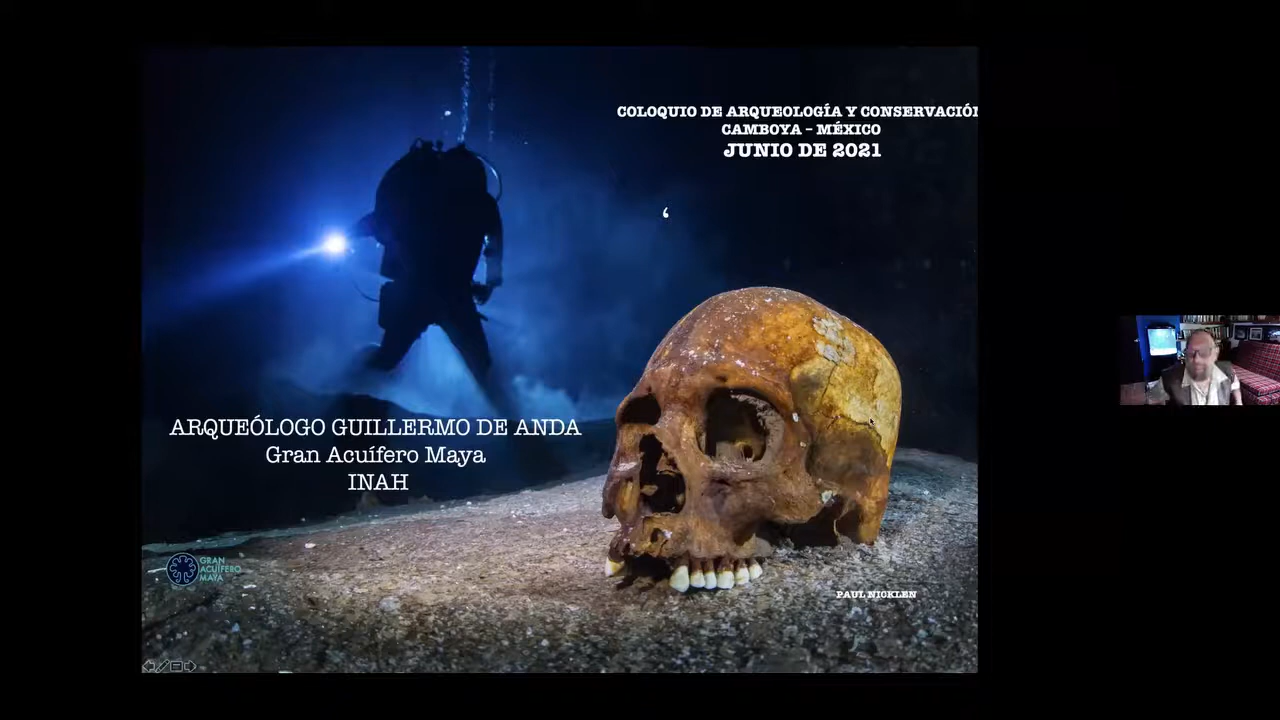 COLOQUIO DE ARQUEOLOGÍA Y CONSERVACIÓN
CAMBOYA – MÉXICO
JUNIO DE 2021
‘
ARQUEÓLOGO GUILLERMO DE ANDA
Gran Acuífero Maya
INAH
GRAN
ACUÍFERO
MAYA
PAUL NICKLEN